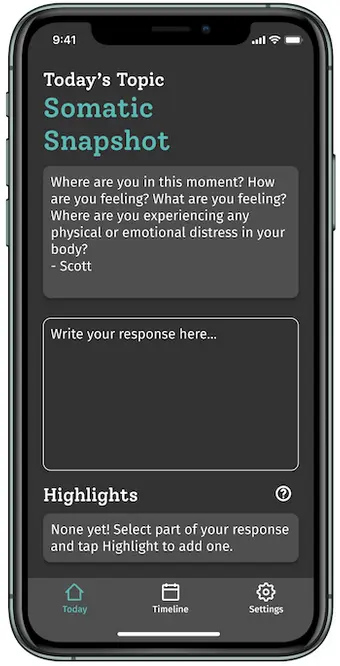 9:41
Today's Topic
Somatic
Snapshot
Where are you in this moment? How
are you feeling? What are you feeling?
Where are you experiencing any
physical or emotional distress in your
body?
- Scott
Write your response here...
Highlights
None yet! Select part of your response
and tap Highlight to add one.
Today
Timeline
Settings